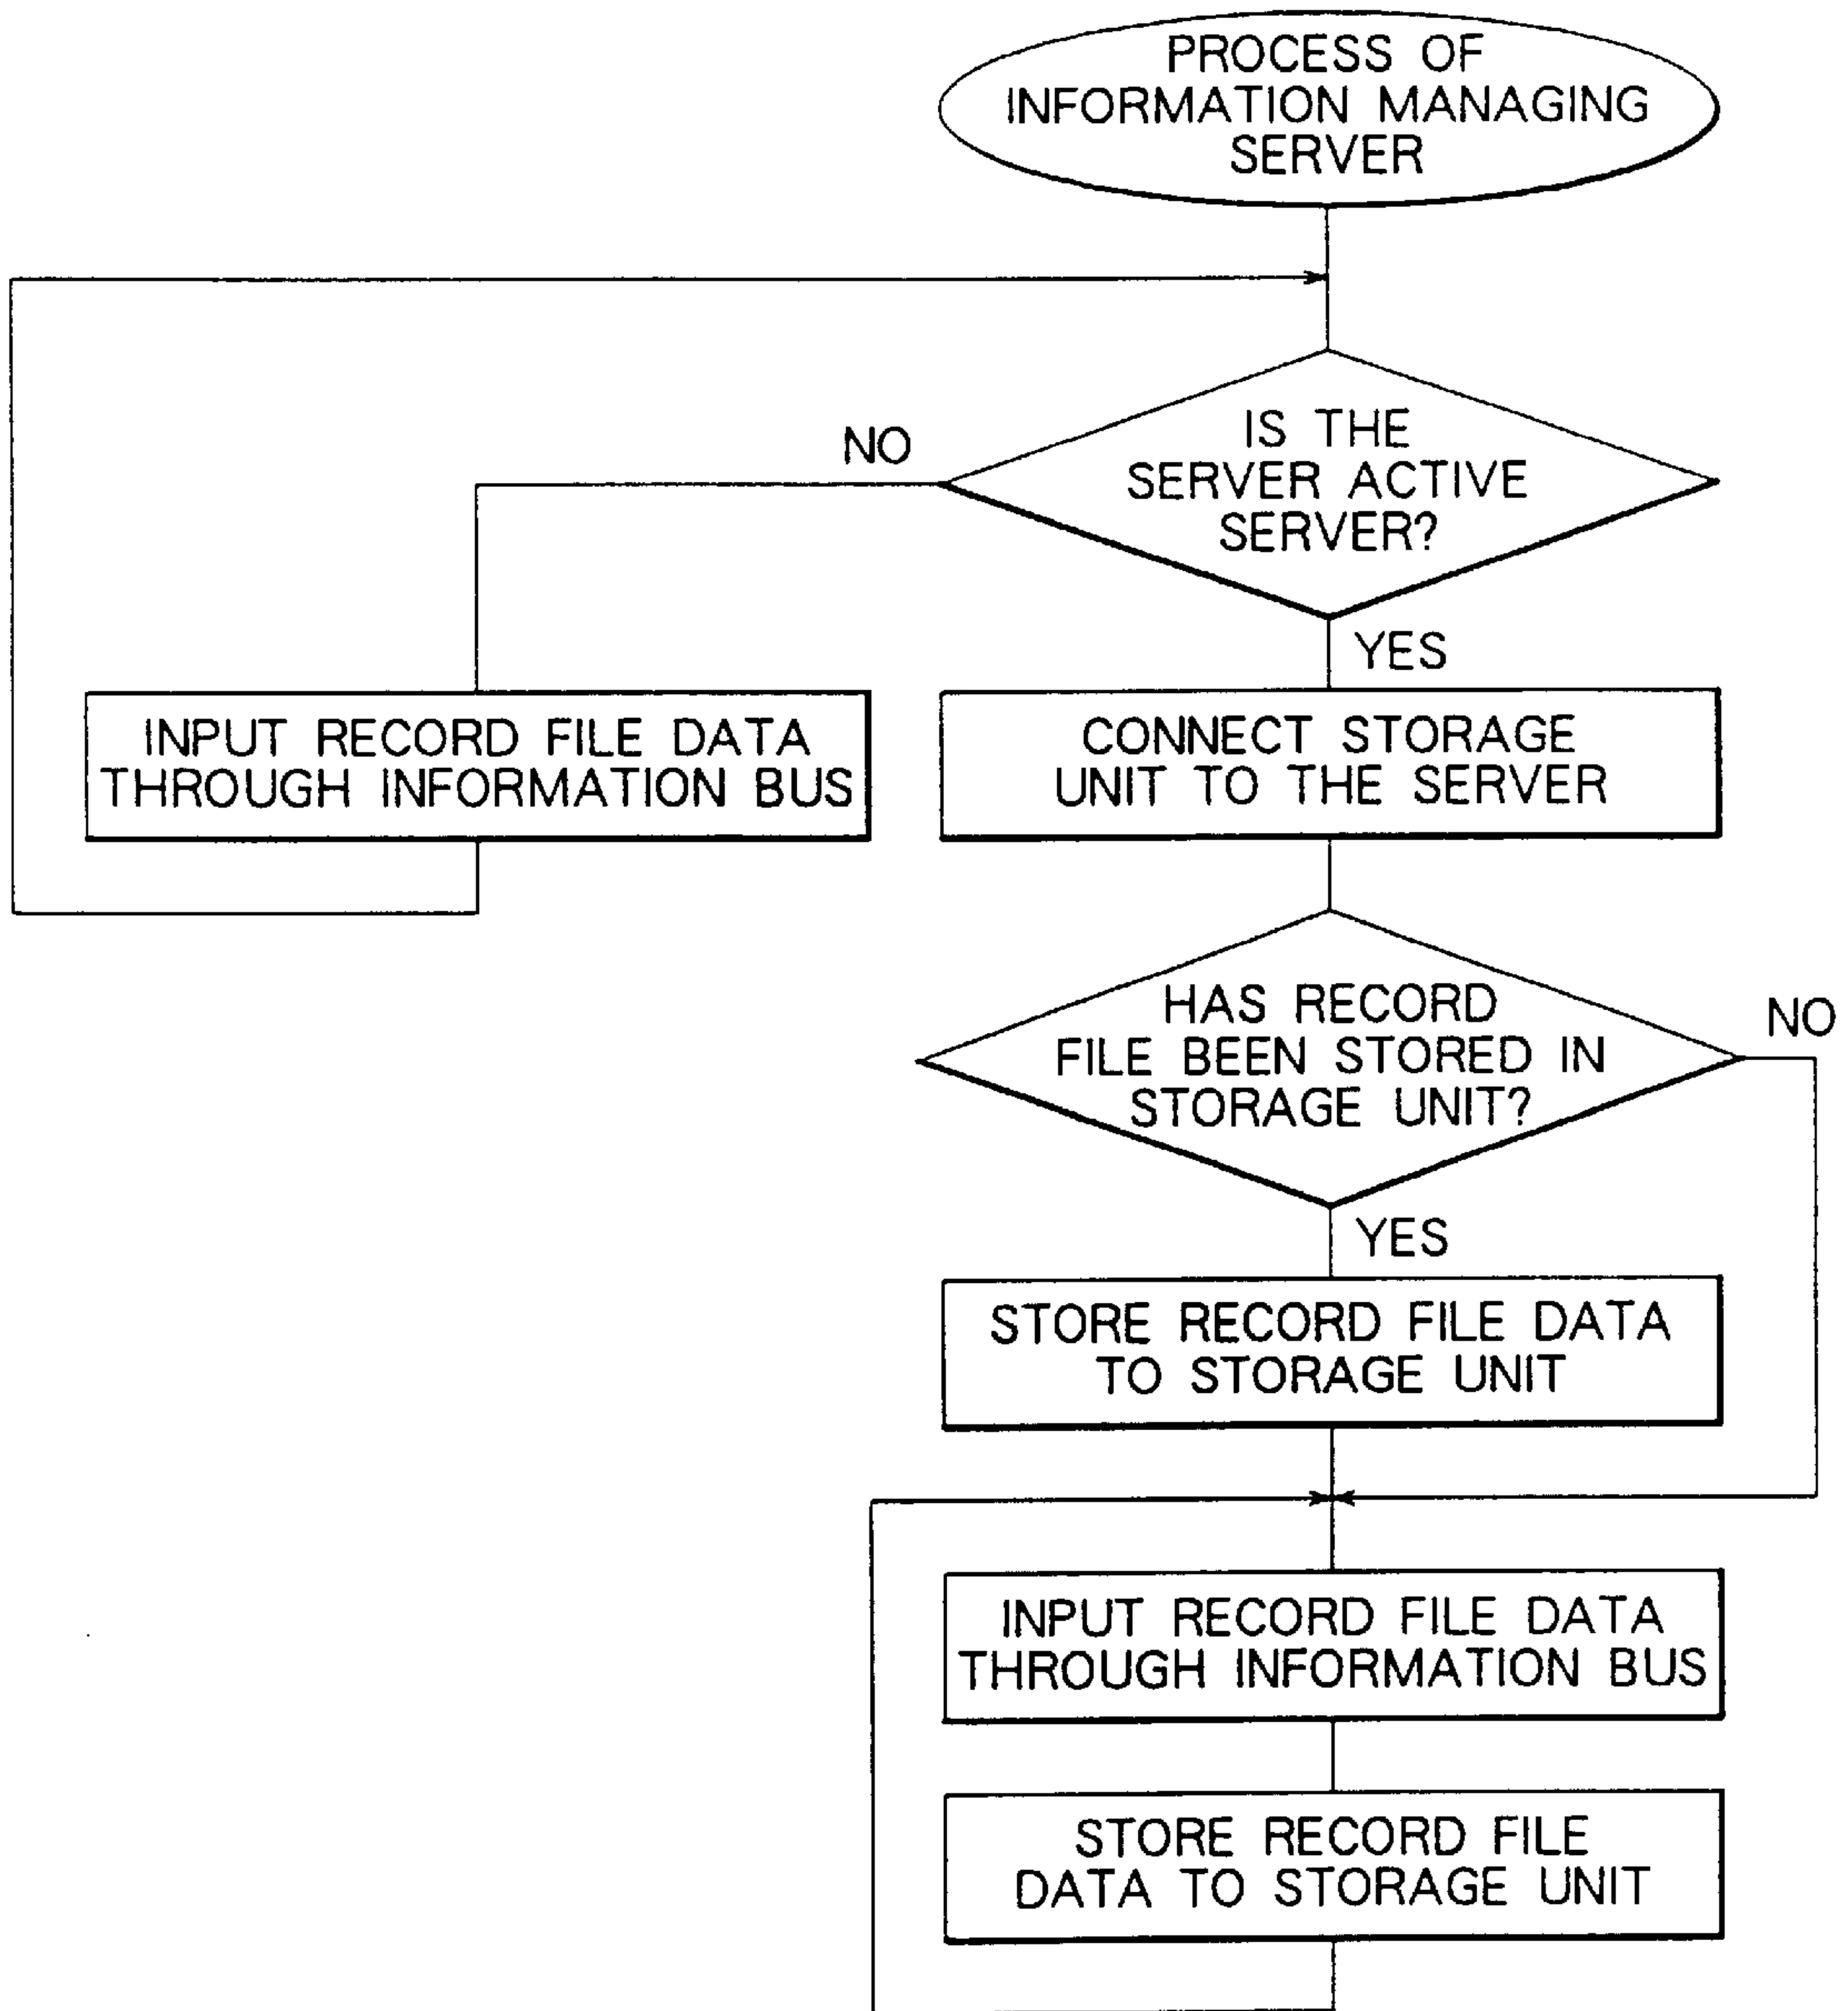 PROCESS OF
INFORMATION MANAGING
SERVER
IS THE
SERVER ACTIVE
SERVER?
NO
YES
INPUT RECORD FILE DATA
THROUGH INFORMATION BUS
CONNECT STORAGE
UNIT TO THE SERVER
HAS RECORD
FILE BEEN STORED IN
STORAGE UNIT?
NO
YES
STORE RECORD FILE DATA
TO STORAGE UNIT
INPUT RECORD FILE DATA
THROUGH INFORMATION BUS
STORE RECORD FILE
DATA TO STORAGE UNIT